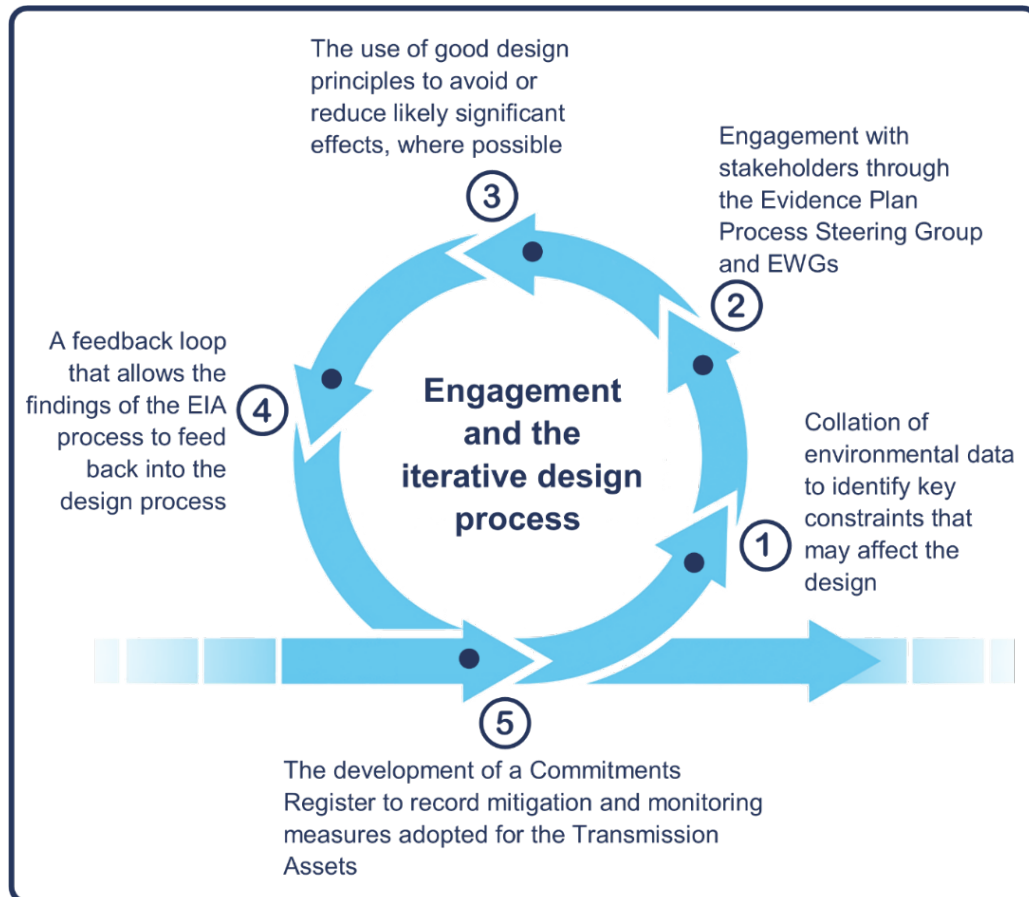 The use of good design
principles to avoid or
reduce likely significant
effects, where possible
3
Engagement with
stakeholders through
the Evidence Plan
Process Steering Group
and EWGs
2
A feedback loop
that allows the
findings of the EIA
process to feed
back into the
design process
4
Engagement
and the
iterative design
process
Collation of
environmental data
to identify key
constraints that
may affect the
design
1
5
The development of a Commitments
Register to record mitigation and monitoring
measures adopted for the Transmission
Assets